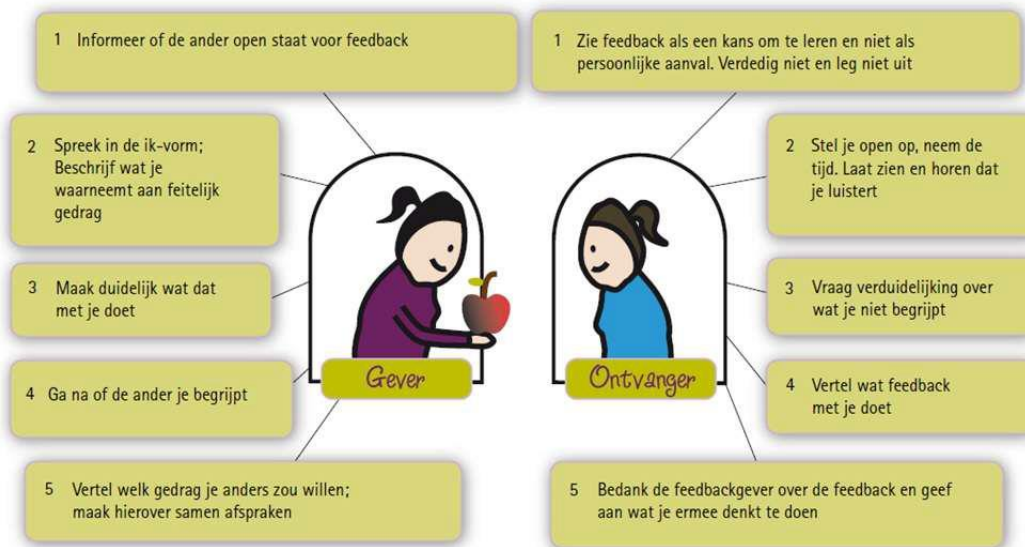 1 Informeer of de ander open staat voor feedback
2 Spreek in de ik-vorm;
Beschrijf wat je
waarneemt aan feitelijk
gedrag
3 Maak duidelijk wat dat
met je doet
4 Ga na of de ander je begrijpt
5 Vertel welk gedrag je anders zou willen;
maak hierover samen afspraken
Gever
1 Zie feedback als een kans om te leren en niet als
persoonlijke aanval. Verdedig niet en leg niet uit
2 Stel je open op, neem de
tijd. Laat zien en horen dat
je luistert
3 Vraag verduidelijking over
wat je niet begrijpt
4 Vertel wat feedback
met je doet
5 Bedank de feedbackgever over de feedback en geef
aan wat je ermee denkt te doen
Ontvanger